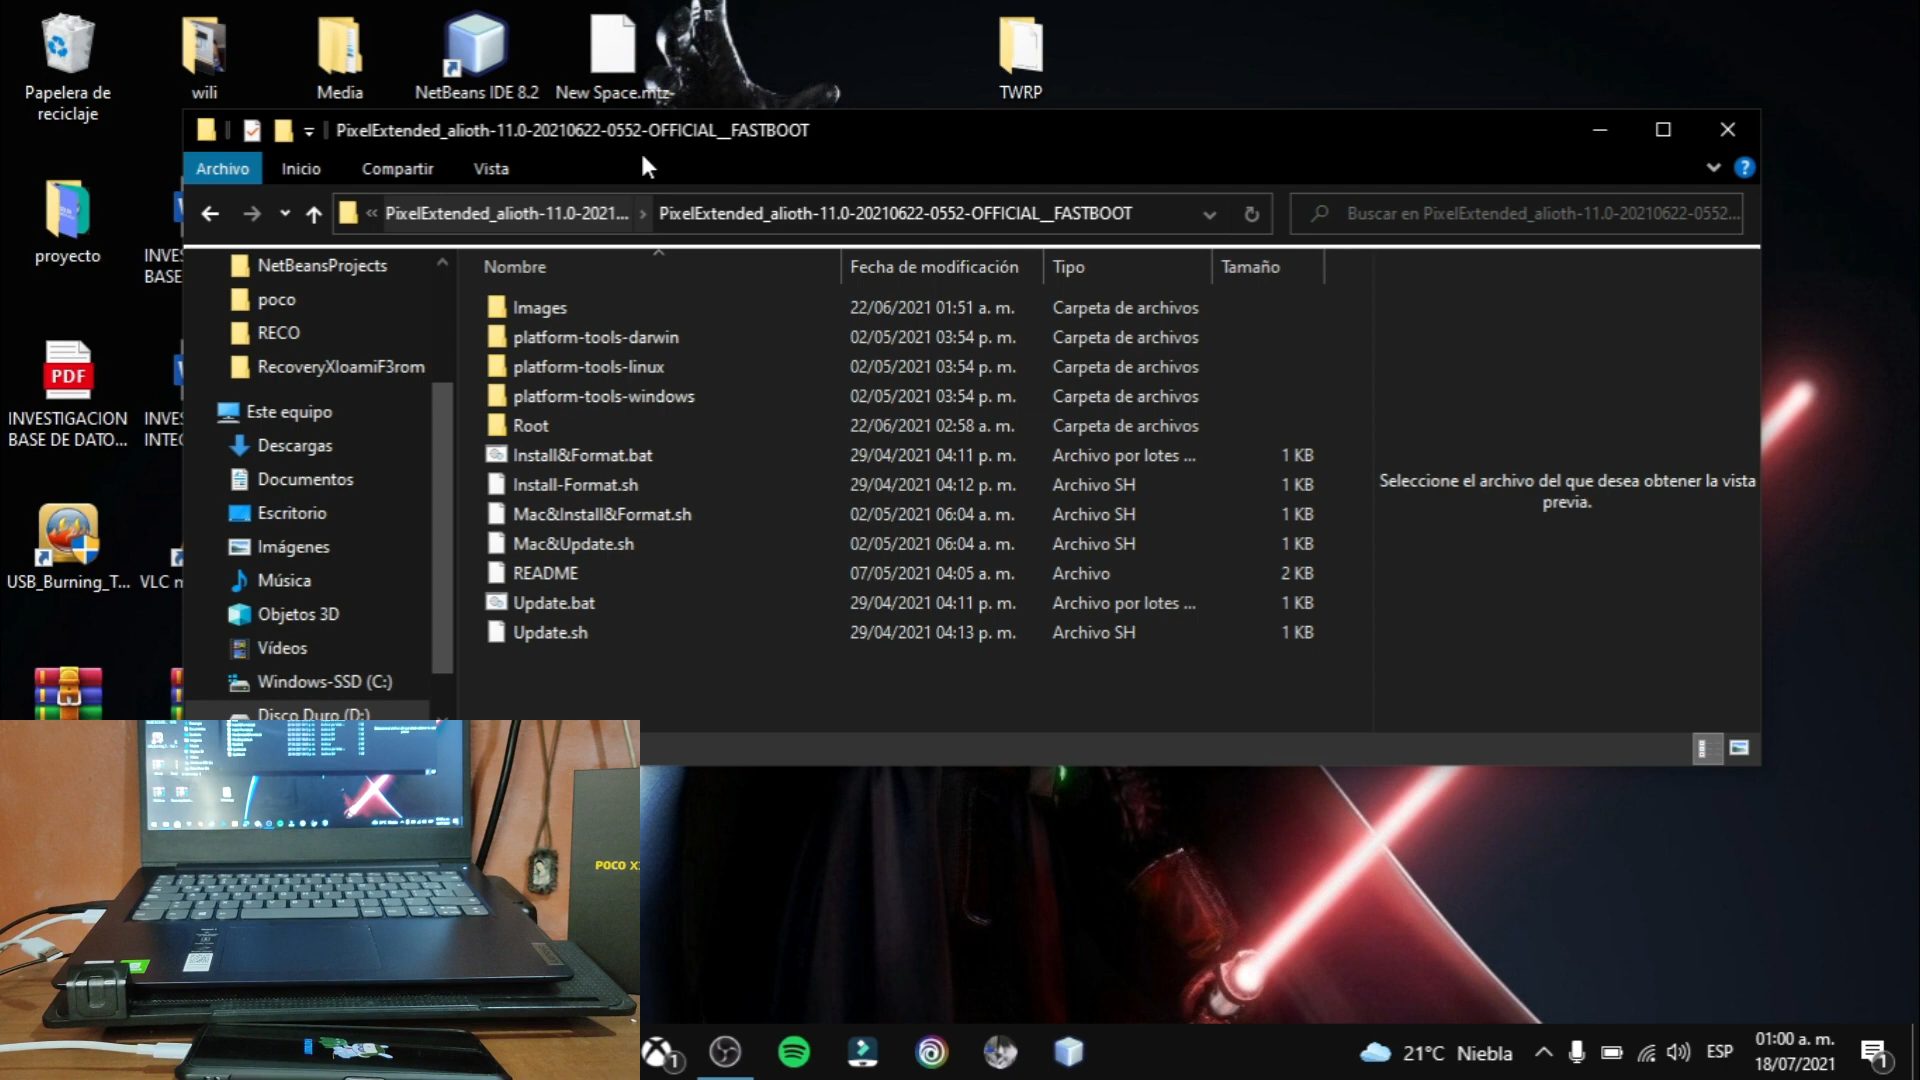 Papelera de
reciclaje
wili
Media
NetBeans IDE 8.2
New Space.mtz
TWRP
PixelExtended_alioth-11.0-20210622-0552-OFFICIAL__FASTBOOT
Archivo
Inicio
Compartir
Vista
«
PixelExtended_alioth-11.0-2021...
PixelExtended_alioth-11.0-20210622-0552-OFFICIAL__FASTBOOT
Buscar en PixelExtended_alioth-11.0-20210622-0552...
proyecto
INVE
BASE
INVESTIGACION
BASE DE DATO...
INVE
INTE
PDF
USB_Burning_T...
VLC m
NetBeansProjects
poco
RECO
RecoveryXIoamiF3rom
Este equipo
Descargas
Documentos
Escritorio
Imágenes
Música
Objetos 3D
Vídeos
Windows-SSD (C:)
Disco Duro (D:)
Nombre Fecha de modificación Tipo Tamaño
Images 22/06/2021 01:51 a. m. Carpeta de archivos
platform-tools-darwin 02/05/2021 03:54 p. m. Carpeta de archivos
platform-tools-linux 02/05/2021 03:54 p. m. Carpeta de archivos
platform-tools-windows 02/05/2021 03:54 p. m. Carpeta de archivos
Root 22/06/2021 02:58 a. m. Carpeta de archivos
Install&Format.bat 29/04/2021 04:11 p. m. Archivo por lotes ... 1 KB
Install-Format.sh 29/04/2021 04:12 p. m. Archivo SH 1 KB
Mac&Install&Format.sh 02/05/2021 06:04 a. m. Archivo SH 1 KB
Mac&Update.sh 02/05/2021 06:04 a. m. Archivo SH 1 KB
README 07/05/2021 04:05 a. m. Archivo 2 KB
Update.bat 29/04/2021 04:11 p. m. Archivo por lotes ... 1 KB
Update.sh 29/04/2021 04:13 p. m. Archivo SH 1 KB
Seleccione el archivo del que desea obtener la vista
previa.
POCO X
1
21°C Niebla
ESP
01:00 a. m.
18/07/2021
1